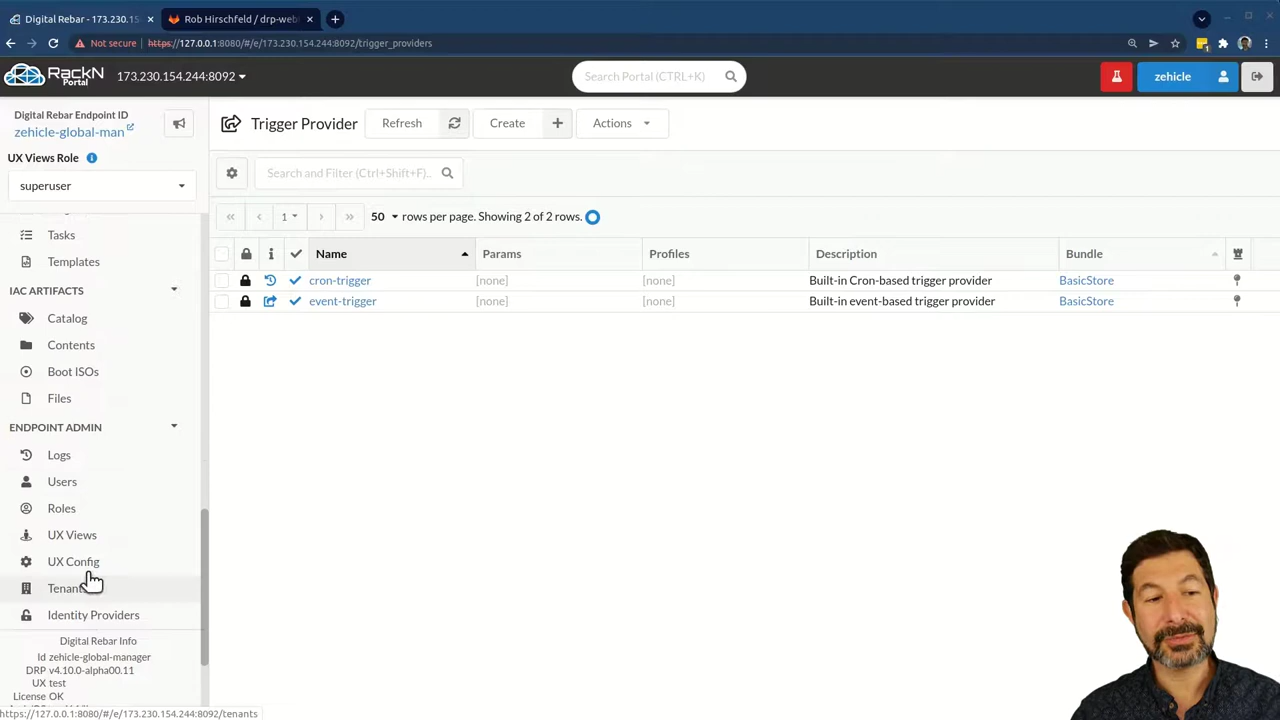 Digital Rebar - 173.230.15
Rob Hirschfeld / drp-web
Not secure
https://127.0.0.1:8080/#/e/173.230.154.244:8092/trigger_providers
RackN
Portal
173.230.154.244:8092
Search Portal (CTRL+K)
zehicle
Digital Rebar Endpoint ID
zehicle-global-man
UX Views Role
superuser
Trigger Provider
Refresh
Create
Actions
Search and Filter (Ctrl+Shift+F)..
1
50 rows per page. Showing 2 of 2 rows.
Name Params Profiles Description Bundle
cron-trigger [none] [none] Built-in Cron-based trigger provider BasicStore
event-trigger [none] [none] Built-in event-based trigger provider BasicStore
Tasks
Templates
IAC ARTIFACTS
Catalog
Contents
Boot ISOs
Files
ENDPOINT ADMIN
Logs
Users
Roles
UX Views
UX Config
Tenant
Identity Providers
Digital Rebar Info
Id zehicle-global-manager
DRP v4.10.0-alpha00.11
UX test
License OK
https://127.0.0.1:8080/#/e/173.230.154.244:8092/tenants